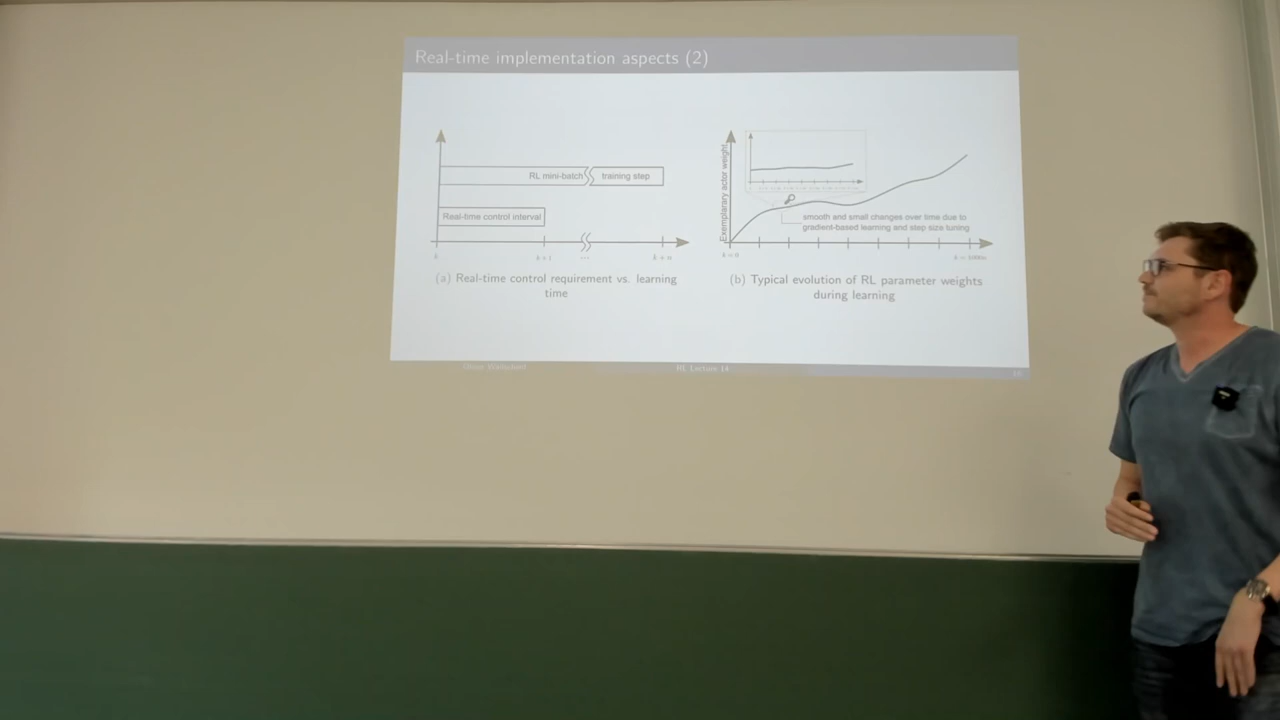 Real-time implementation aspects (2)
RL mini-batch
training step
Real-time control interval
k
k+1
...
k+n
(a) Real-time control requirement vs. learning
time
Exemplarary actor weight
smooth and small changes over time due to
gradient-based learning and step size tuning
k=0
(b) Typical evolution of RL parameter weights
during learning
RL Lecture 14